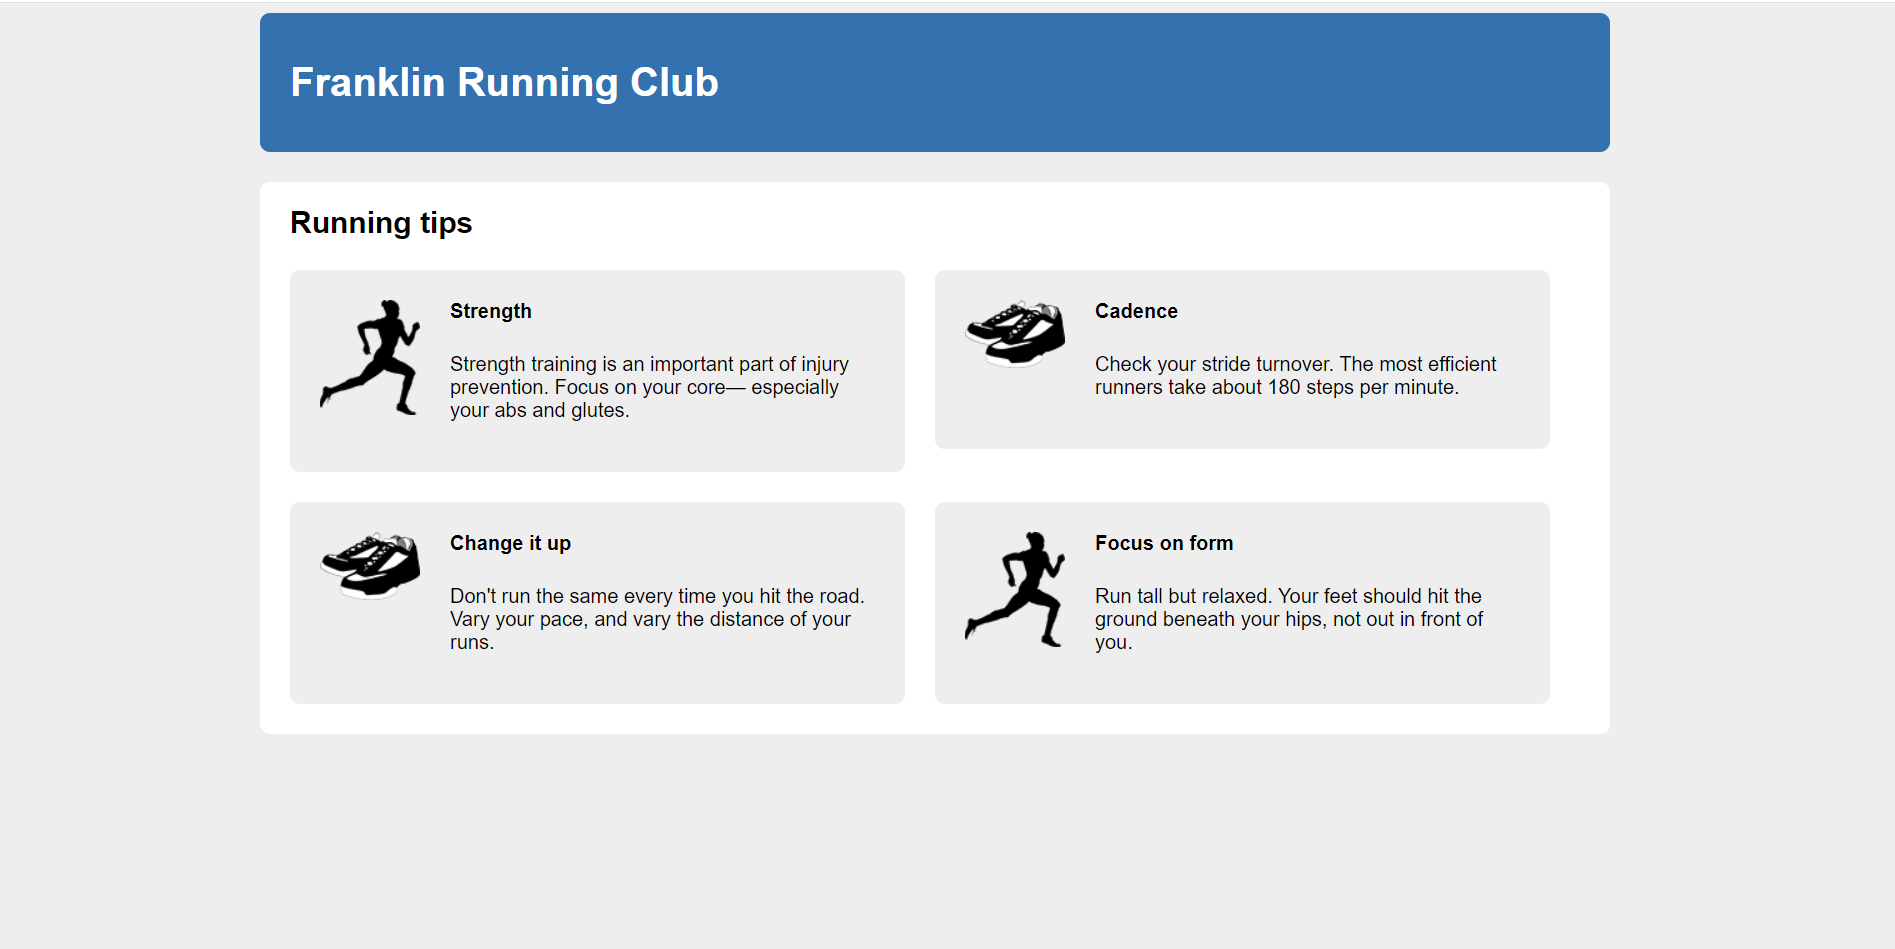 Franklin Running Club
Running tips
Strength
Strength training is an important part of injury
prevention. Focus on your core— especially
your abs and glutes.
Cadence
Check your stride turnover. The most efficient
runners take about 180 steps per minute.
Change it up
Don't run the same every time you hit the road.
Vary your pace, and vary the distance of your
runs.
Focus on form
Run tall but relaxed. Your feet should hit the
ground beneath your hips, not out in front of
you.